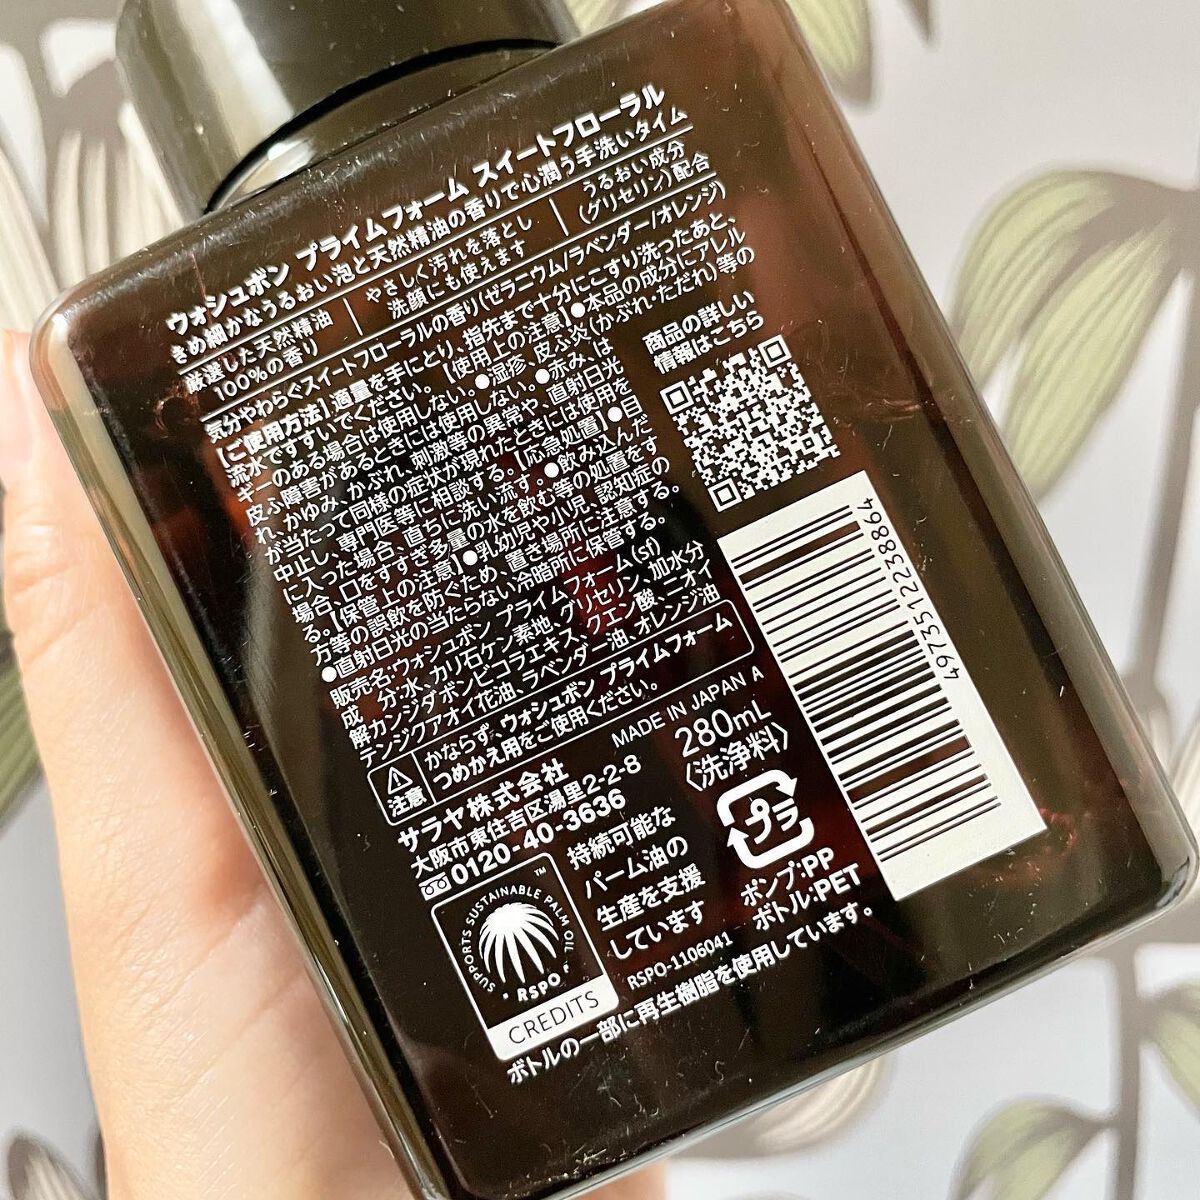 ウォシュボン プライムフォーム スイートフローラル
きめ細かなうるおい泡と天然精油の香りで心潤う手洗いタイム
厳選した天然精油
100%の香り
やさしく汚れを落とし
洗顔にも使えます
うるおい成分
(グリセリン)配合
気分やわらぐスイートフローラルの香り(ゼラニウム/ラベンダー/オレンジ)
【ご使用方法】適量を手にとり、指先まで十分にこすり洗ったあと、
流水ですすいでください。【使用上の注意】●本品の成分にアレル
ギーのある場合は使用しない。●湿疹、皮ふ炎(かぶれ・ただれ)等の
皮ふ障害があるときには使用しない。●赤み、は
れ、かゆみ、かぶれ、刺激等の異常や、直射日光
が当たって同様の症状が現れたときには使用を
中止し、専門医等に相談する。【応急処置】●目
に入った場合、直ちに洗い流す。●飲み込んだ
場合、口をすすぎ多量の水を飲む等の処置をす
る。【保管上の注意】●乳幼児や小児、認知症の
方等の誤飲を防ぐため、置き場所に注意する。
●直射日光の当たらない冷暗所に保管する。
販売名:ウォシュボン プライムフォーム(sf)
成 分:水、カリ石ケン素地、グリセリン、加水分
解カンジダボンビコラエキス、クエン酸、ニオイ
テンジクアオイ花油、ラベンダー油、オレンジ油
注意
かならず、ウォシュボン プライムフォーム
つめかえ用をご使用ください。
サラヤ株式会社
大阪市東住吉区湯里2-2-8
0120-40-3636
MADE IN JAPAN A
280mL
〈洗浄料〉
商品の詳しい
情報はこちら
4973512238864
プラ
ポンプ:PP
ボトル:PET
SUPPORTS SUSTAINABLE PALM OIL ™
RSPO
CREDITS
持続可能な
パーム油の
生産を支援
しています
RSPO-1106041
ボトルの一部に再生樹脂を使用しています。